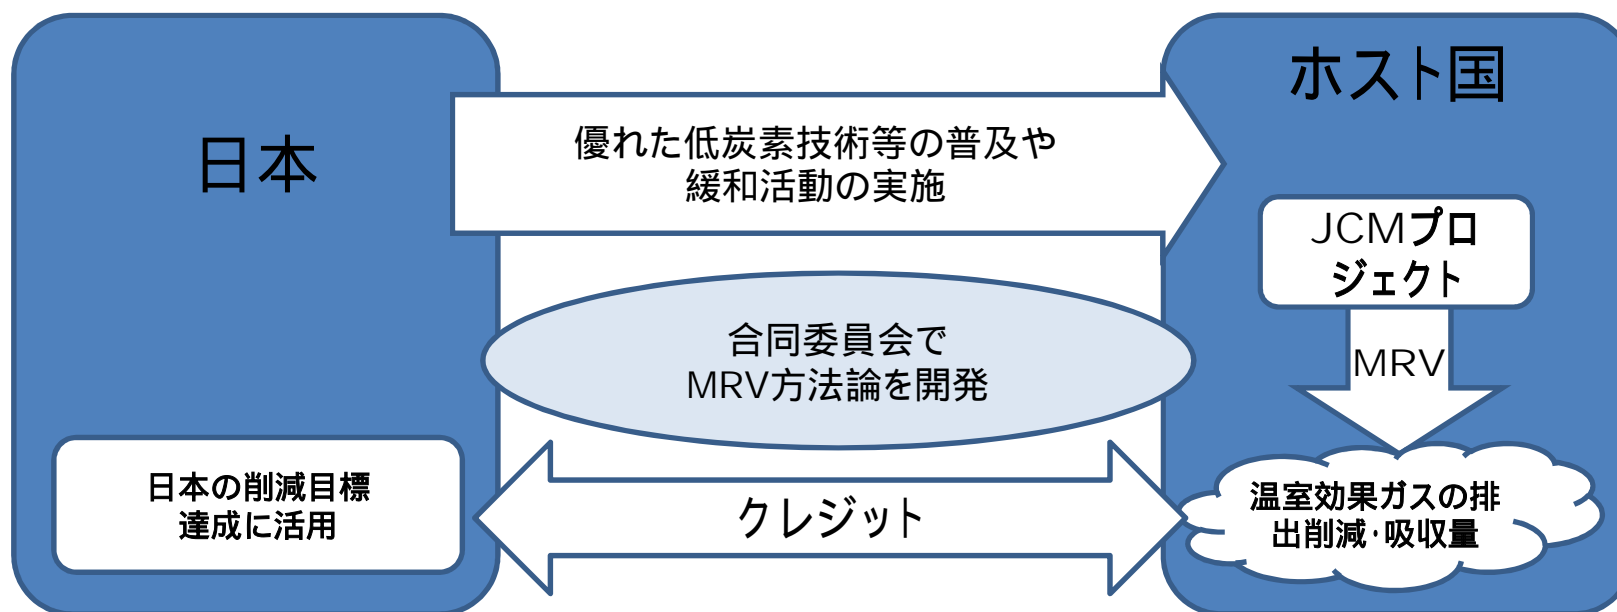 日本
優れた低炭素技術等の普及や
緩和活動の実施
ホスト国
JCMプロ
ジェクト
MRV
合同委員会で
MRV方法論を開発
日本の削減目標
達成に活用
クレジット
温室効果ガスの排
出削減･吸収量